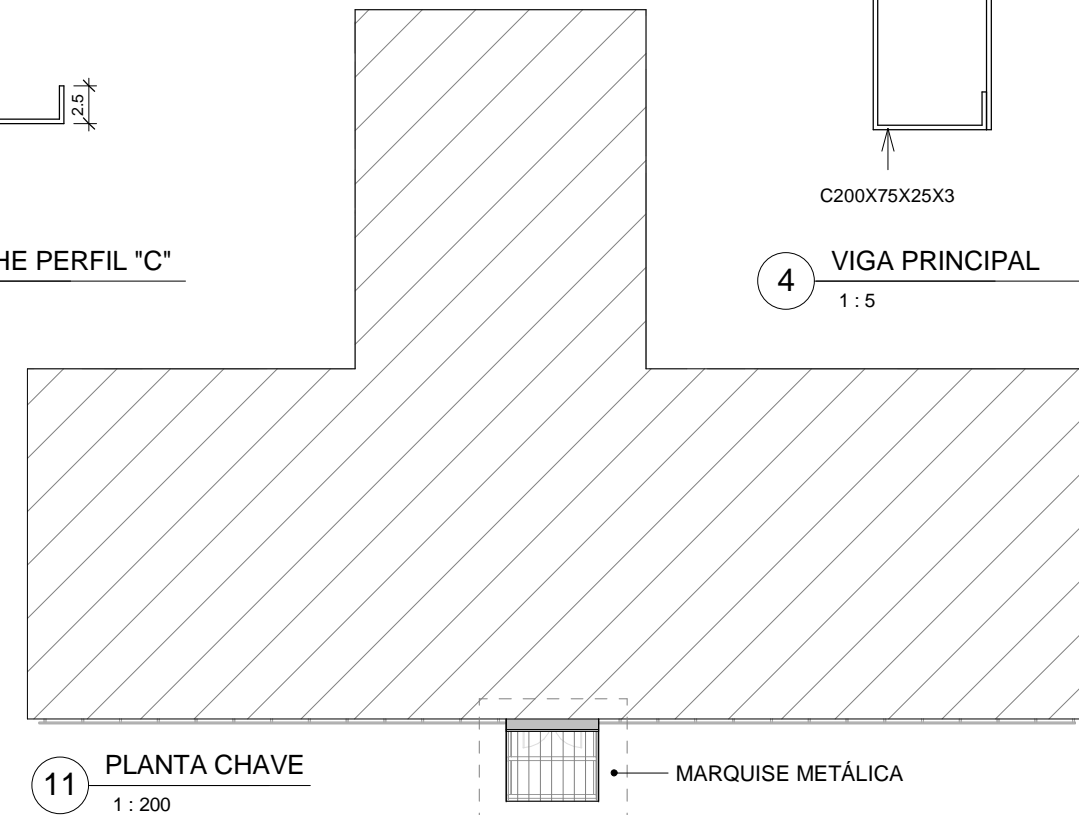 2.5
C200X75X25X3
HE PERFIL "C"
4
VIGA PRINCIPAL
1 : 5
11
PLANTA CHAVE
1 : 200
MARQUISE METÁLICA